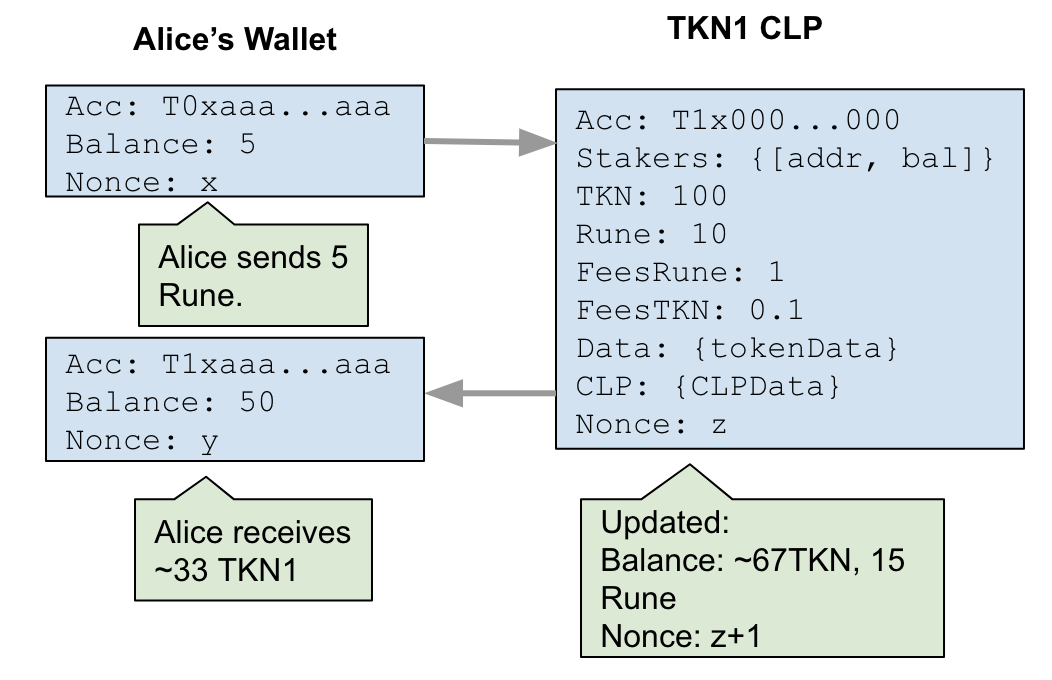 Alice’s Wallet
TKN1 CLP
Acc: T0xaaa...aaa
Balance: 5
Nonce: x
Alice sends 5
Rune.
Acc: T1xaaa...aaa
Balance: 50
Nonce: y
Alice receives
~33 TKN1
Acc: T1x000...000
Stakers: {[addr, bal]}
TKN: 100
Rune: 10
FeesRune: 1
FeesTKN: 0.1
Data: {tokenData}
CLP: {CLPData}
Nonce: z
Updated:
Balance: ~67TKN, 15
Rune
Nonce: z+1